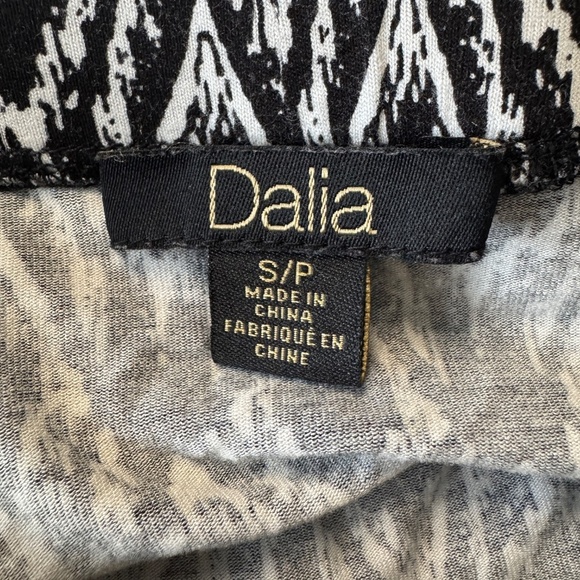 Dalia
S/P
MADE IN
CHINA
FABRIQUÉ EN
CHINE